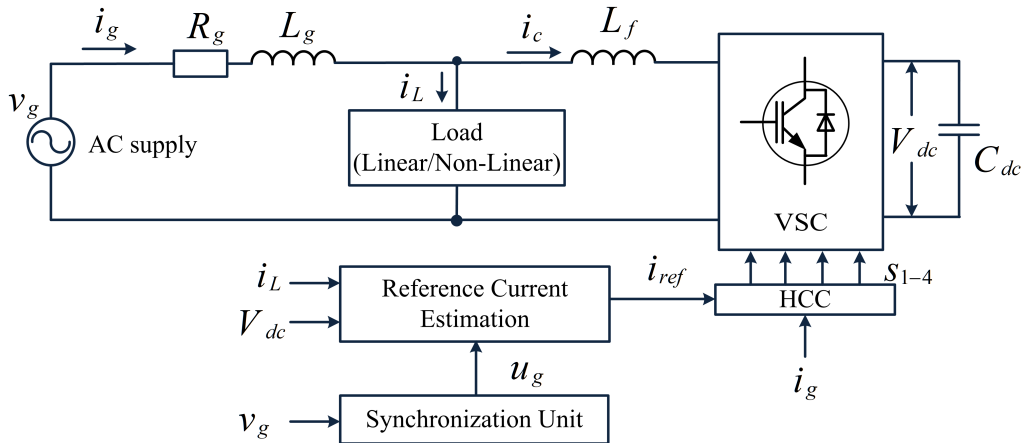 i_g
R_g
L_g
i_c
L_f
v_g
AC supply
i_L
Load
(Linear/Non-Linear)
V_dc
C_dc
VSC
s_1-4
i_L
V_dc
Reference Current
Estimation
i_ref
HCC
u_g
i_g
v_g
Synchronization Unit